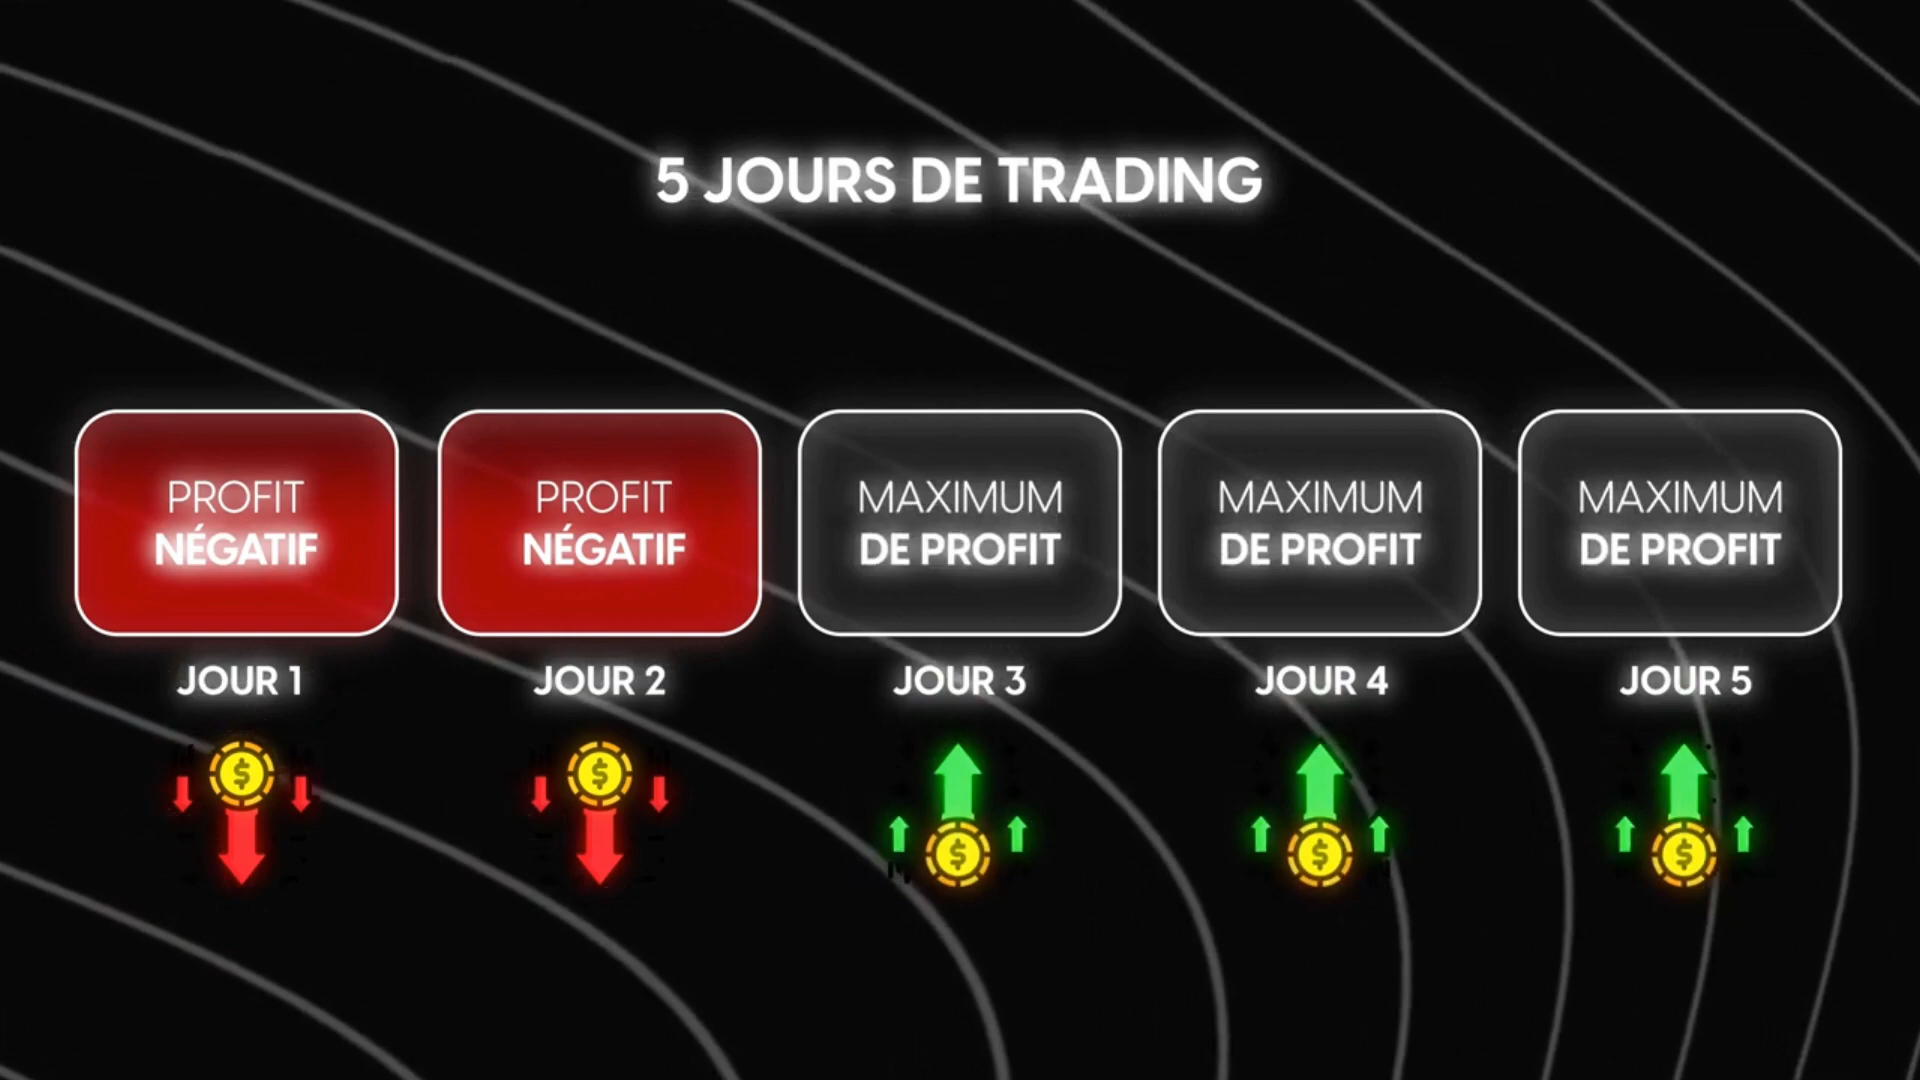 5 JOURS DE TRADING
PROFIT
NÉGATIF
JOUR 1
$
PROFIT
NÉGATIF
JOUR 2
$
MAXIMUM
DE PROFIT
JOUR 3
$
MAXIMUM
DE PROFIT
JOUR 4
$
MAXIMUM
DE PROFIT
JOUR 5
$